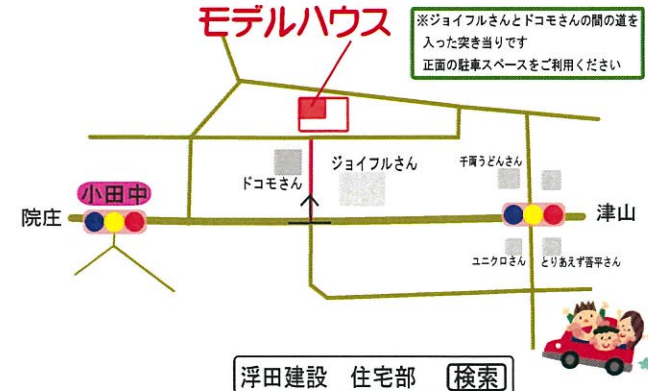 モデルハウス
※ジョイフルさんとドコモさんの間の道を
入った突き当りです
正面の駐車スペースをご利用ください
ドコモさん
ジョイフルさん
千両うどんさん
小田中
院庄
津山
ユニクロさん
とりあえず吾平さん
浮田建設 住宅部 検索